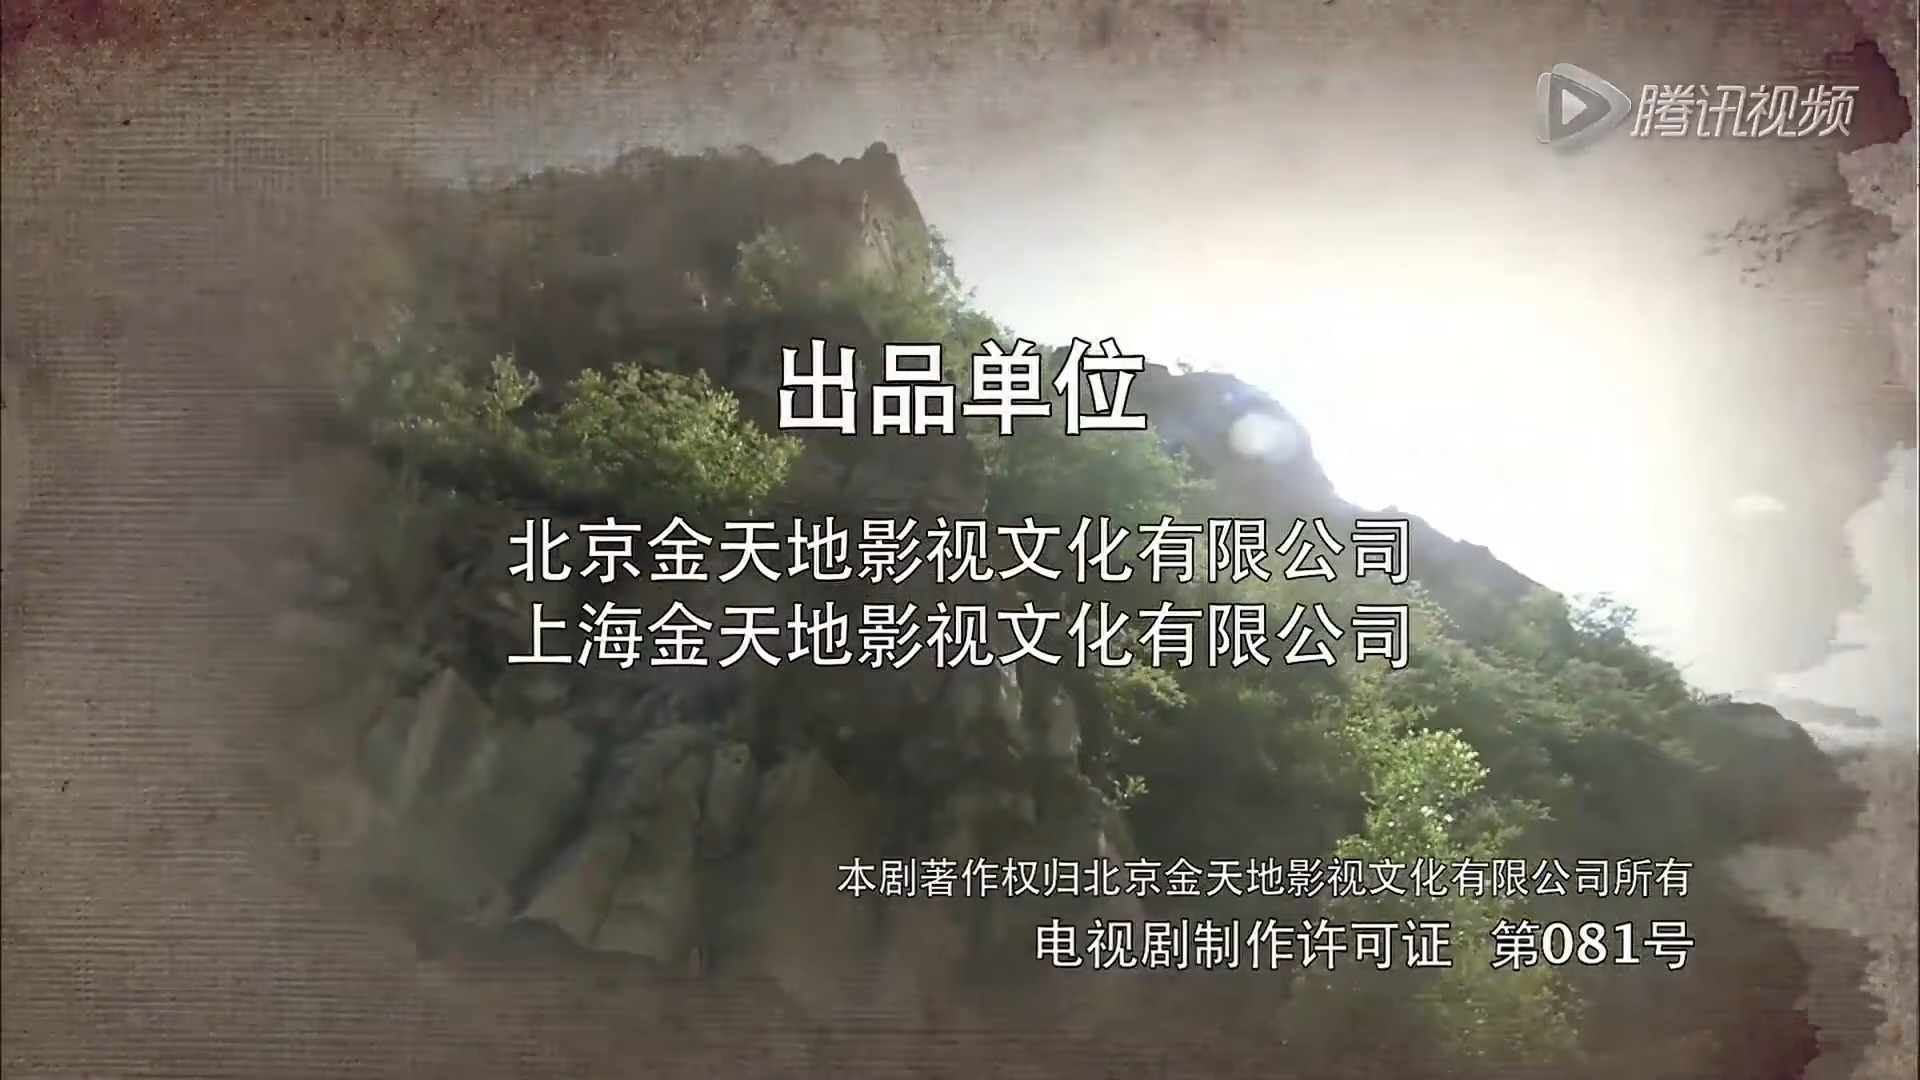 腾讯视频
出品单位
北京金天地影视文化有限公司
上海金天地影视文化有限公司
本剧著作权归北京金天地影视文化有限公司所有
电视剧制作许可证 第081号